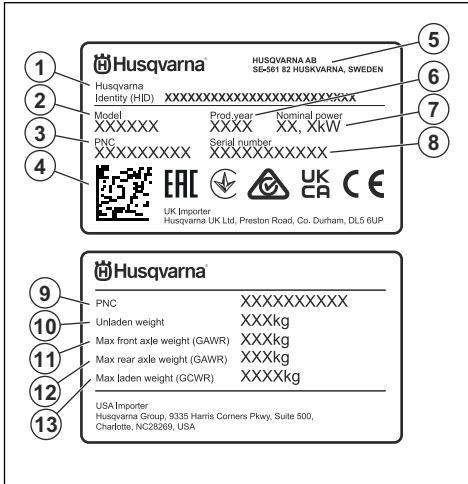 Husqvarna
HUSQVARNA AB
SE-561 82 HUSKVARNA, SWEDEN
5
1
Husqvarna
Identity (HID) XXXXXXXXXXXXXXXXXXXXXXXXXXX
6
2
Model Prod.year Nominal power
XXXXXX XXXX XX, XkW
7
3
PNC Serial number
XXXXXXXXX XXXXXXXXXXX
8
4
EAC UK CA CE
UK Importer
Husqvarna UK Ltd, Preston Road, Co. Durham, DL5 6UP
Husqvarna
9
PNC XXXXXXXXXX
10
Unladen weight XXXkg
11
Max front axle weight (GAWR) XXXkg
12
Max rear axle weight (GAWR) XXXkg
13
Max laden weight (GCWR) XXXXkg
USA Importer
Husqvarna Group, 9335 Harris Corners Pkwy, Suite 500,
Charlotte, NC28269, USA